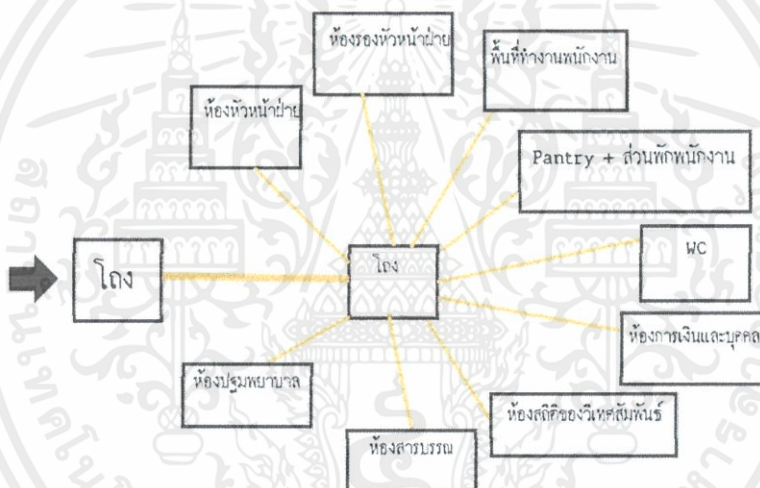 ห้องรองหัวหน้าฝ่าย
พื้นที่ทำงานพนักงาน
ห้องหัวหน้าฝ่าย
Pantry + ส่วนพักพนักงาน
WC
โถง
โถง
ห้องการเงินและบุคคล
ห้องปฐมพยาบาล
ห้องสถิติของวิเทศสัมพันธ์
ห้องสารบรรณ